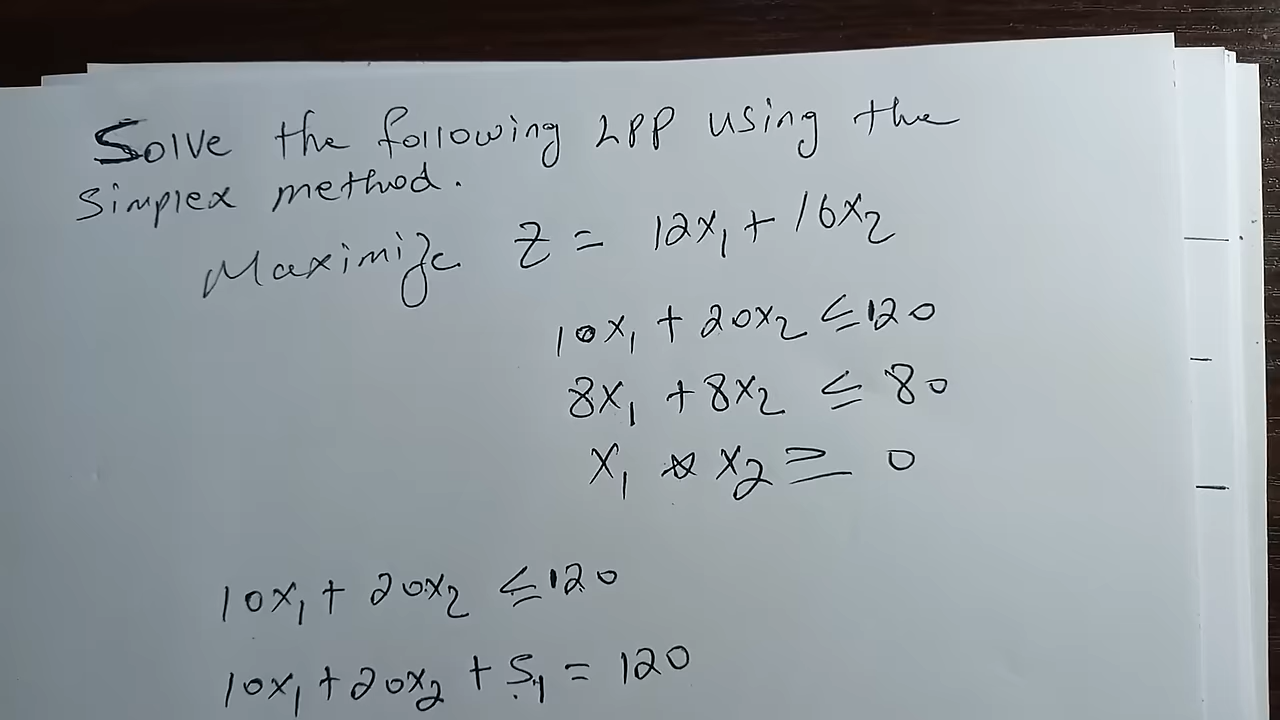 Solve the following LPP using the
simplex method.
Maximize Z = 12x₁ + 16x₂
10x₁ + 20x₂ ≤ 120
8x₁ + 8x₂ ≤ 80
x₁ & x₂ ≥ 0
10x₁ + 20x₂ ≤ 120
10x₁ + 20x₂ + S₁ = 120